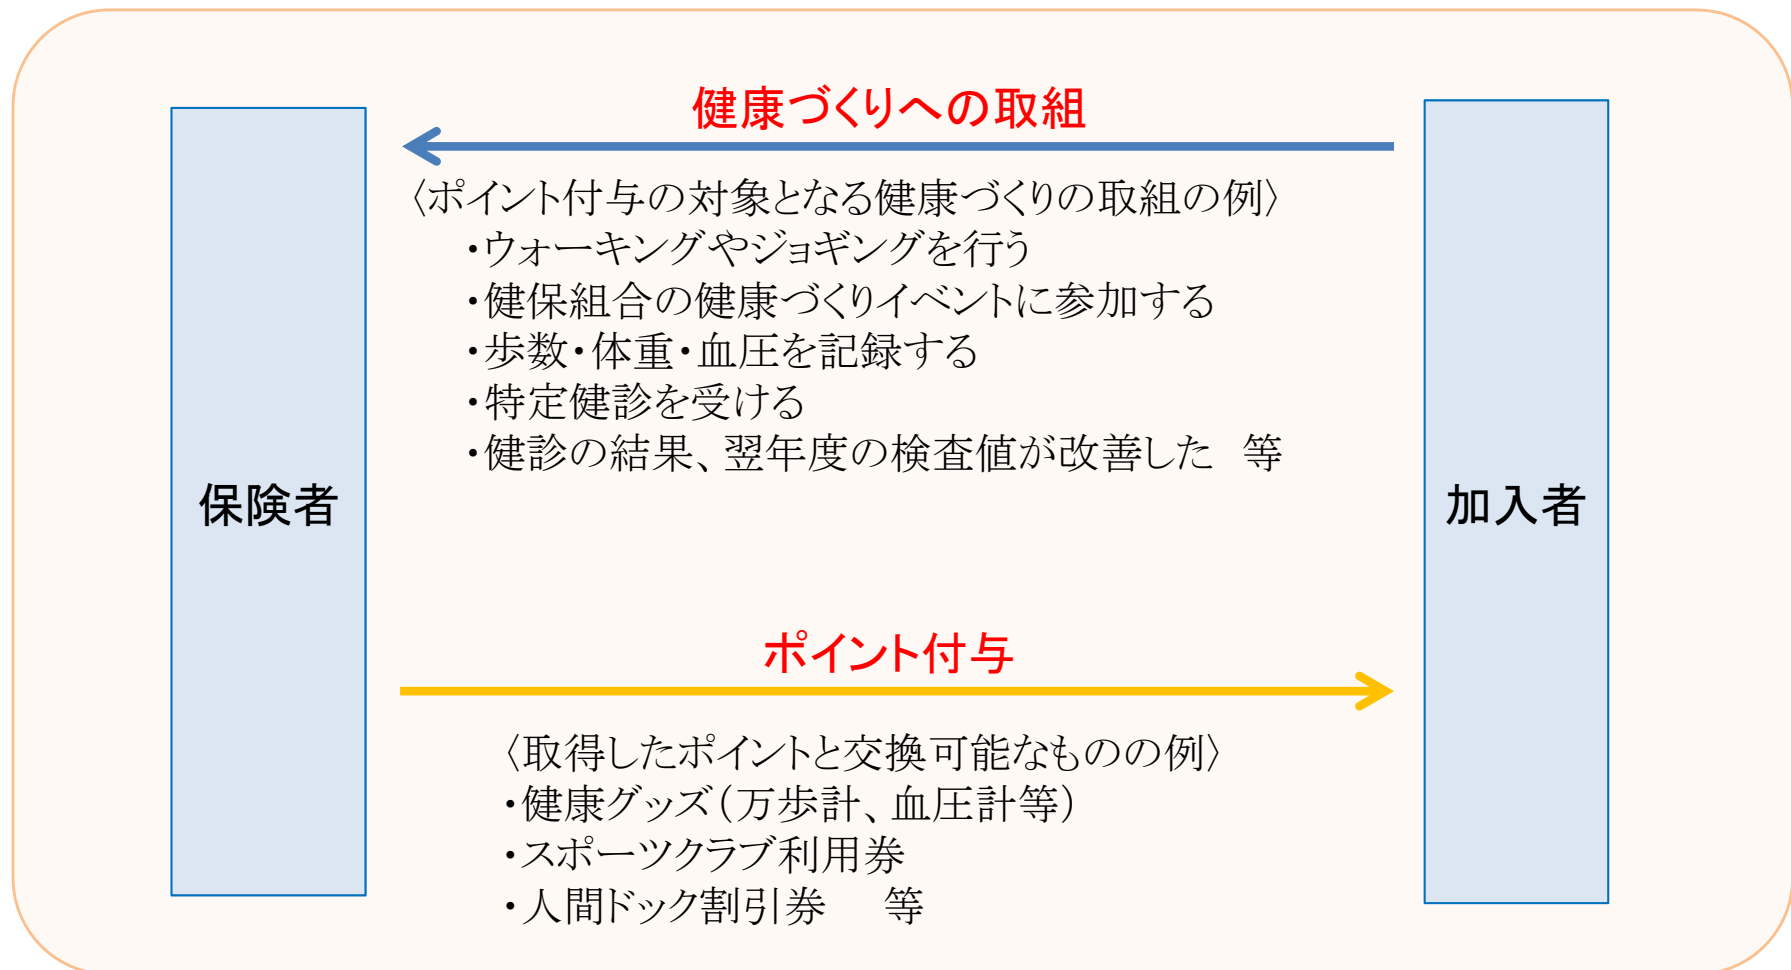 健康づくりへの取組
〈ポイント付与の対象となる健康づくりの取組の例〉
・ウォーキングやジョギングを行う
・健保組合の健康づくりイベントに参加する
・歩数・体重・血圧を記録する
・特定健診を受ける
・健診の結果、翌年度の検査値が改善した　等
保険者
加入者
ポイント付与
〈取得したポイントと交換可能なものの例〉
・健康グッズ（万歩計、血圧計等）
・スポーツクラブ利用券
・人間ドック割引券　　等